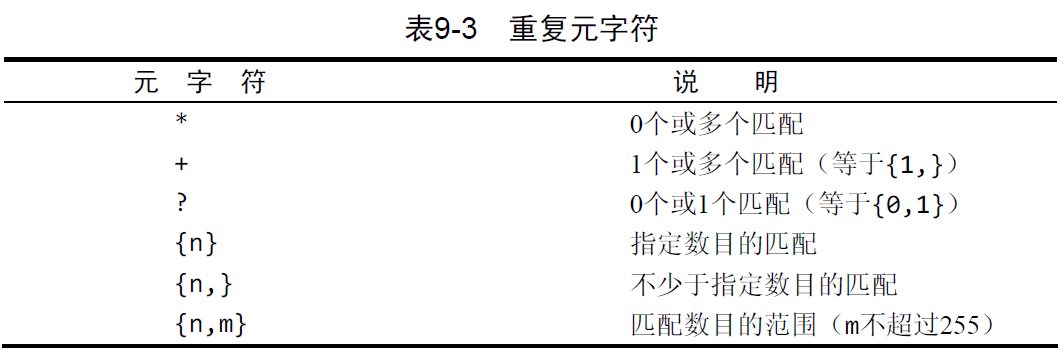 表9-3 重复元字符
元 字 符 说 明
* 0个或多个匹配
+ 1个或多个匹配（等于{1,}）
? 0个或1个匹配（等于{0,1}）
{n} 指定数目的匹配
{n,} 不少于指定数目的匹配
{n,m} 匹配数目的范围（m不超过255）